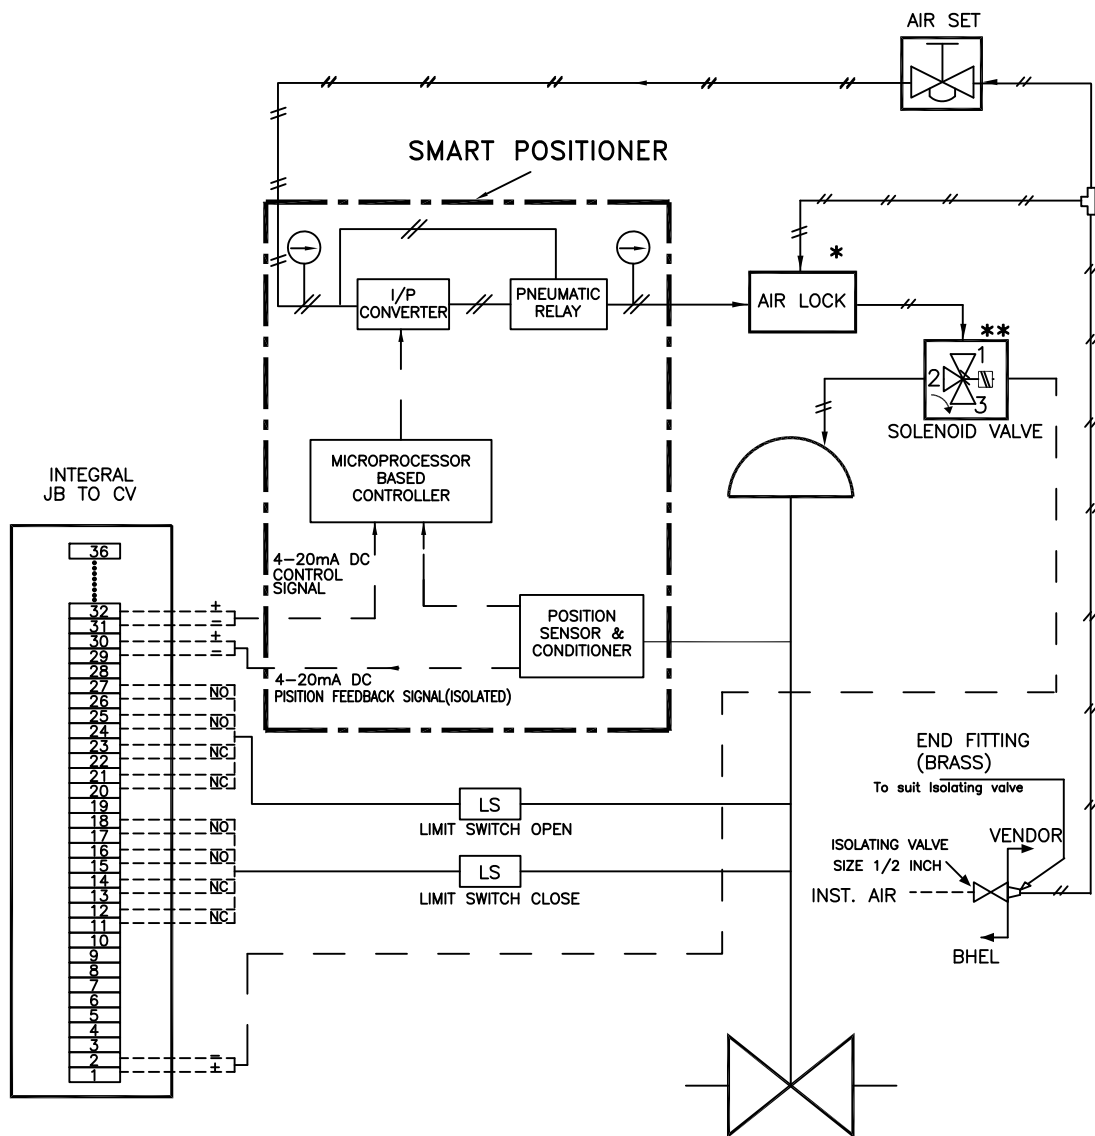 AIR SET
SMART POSITIONER
*
I/P
CONVERTER
PNEUMATIC
RELAY
AIR LOCK
**
1
2
3
SOLENOID VALVE
MICROPROCESSOR
BASED
CONTROLLER
INTEGRAL
JB TO CV
4-20mA DC
CONTROL
SIGNAL
POSITION
SENSOR &
CONDITIONER
4-20mA DC
PISITION FEEDBACK SIGNAL(ISOLATED)
36
32 +
31 -
30 +
29 -
28
27 NO
26
25 NO
24
23 NC
22
21 NC
20
19
18 NO
17
16 NO
15
14 NC
13
12 NC
11
10
9
8
7
6
5
4
3
2 -
1 +
LS
LIMIT SWITCH OPEN
LS
LIMIT SWITCH CLOSE
END FITTING
(BRASS)
To suit Isolating valve
VENDOR
ISOLATING VALVE
SIZE 1/2 INCH
INST. AIR
BHEL